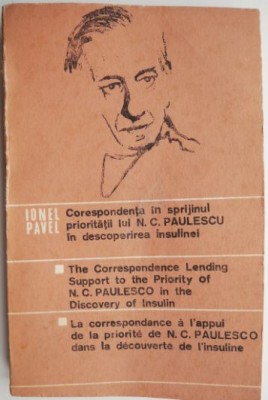 IONEL
PAVEL
Corespondența în sprijinul
priorității lui N. C. PAULESCU
în descoperirea insulinei
The Correspondence Lending
Support to the Priority of
N. C. PAULESCO in the
Discovery of Insulin
La correspondance à l'appui
de la priorité de N. C. PAULESCO
dans la découverte de l'insuline